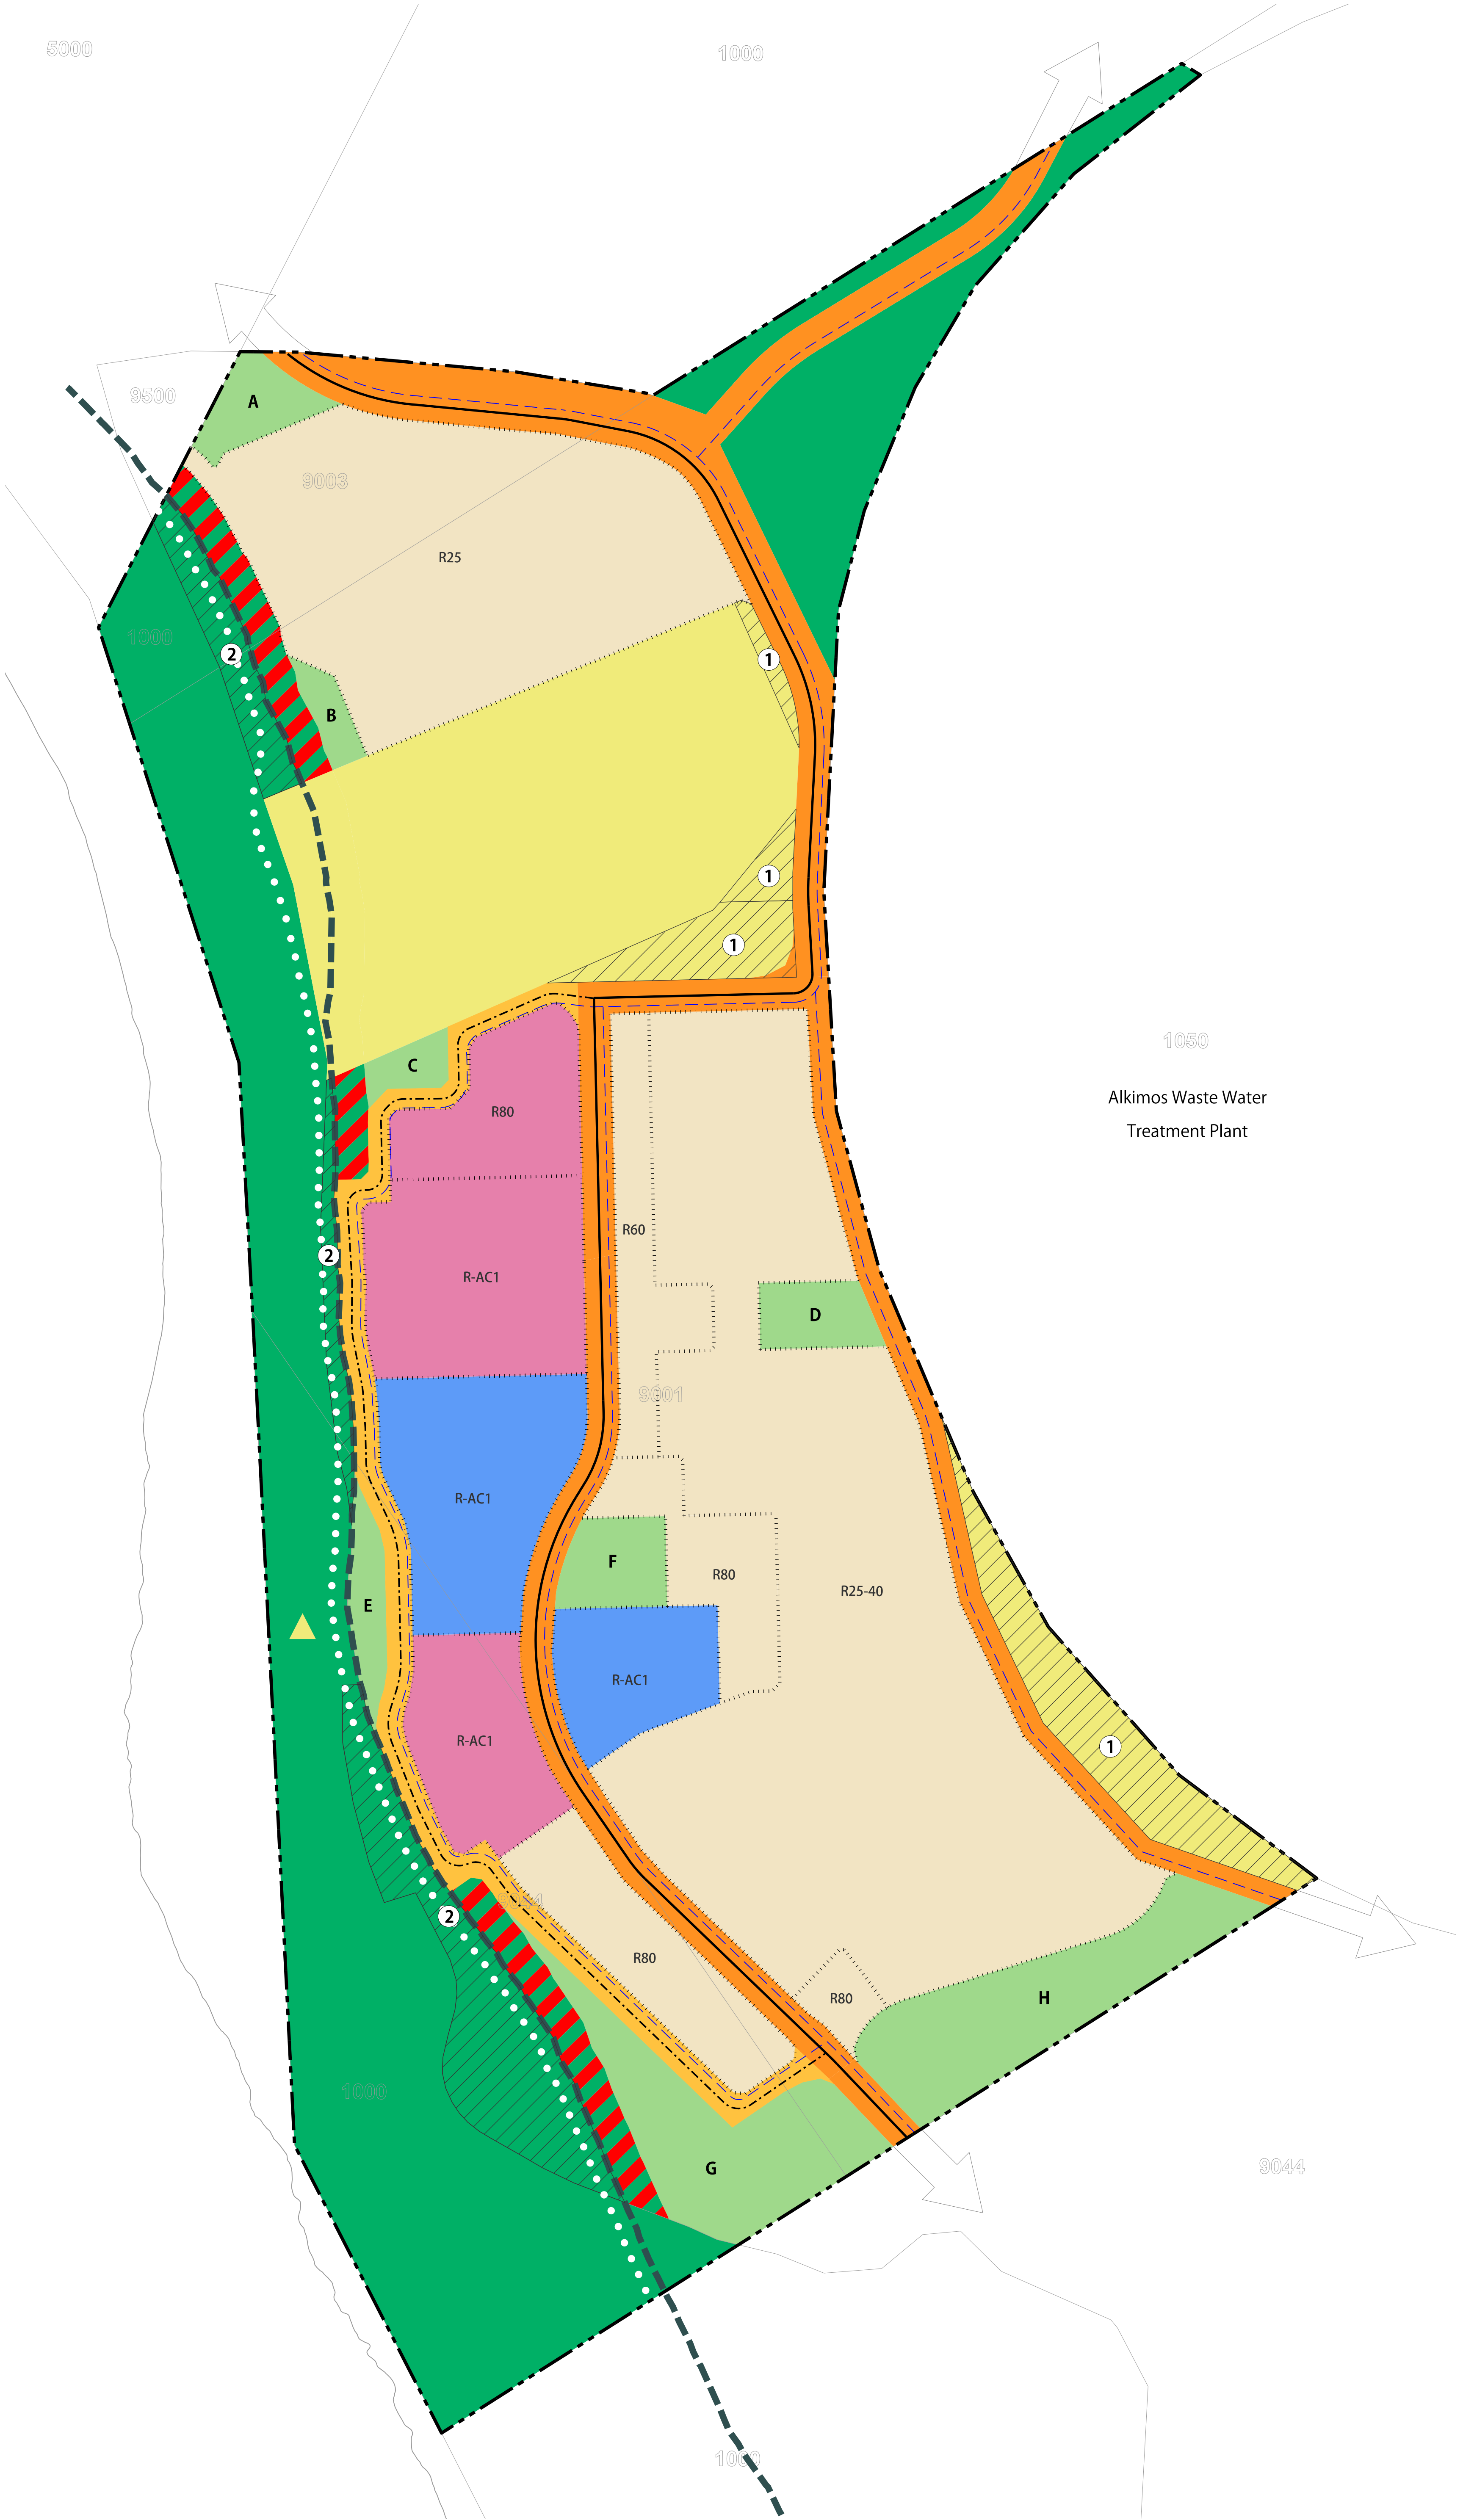 5000
1000
9500
A
9003
R25
1000
2
1
B
1
1
C
1050
R80
Alkimos Waste Water
Treatment Plant
R60
2
R-AC1
D
9001
R-AC1
F
R80
R25-40
E
R-AC1
R-AC1
1
2
R80
R80
H
1000
G
9044
1000